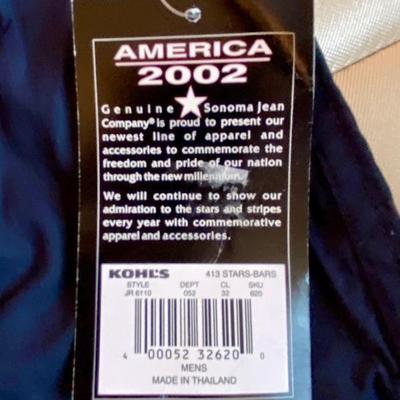 AMERICA
2002
Genuine ★ Sonoma Jean
Company® is proud to present our
newest line of apparel and
accessories to commemorate the
freedom and pride of our nation
through the new millennium.
We will continue to show our
admiration to the stars and stripes
every year with commemorative
apparel and accessories.
KOHL'S 413 STARS-BARS
STYLE DEPT CL SKU
JR 6110 052 32 620
4 00052 32620 0
MENS
MADE IN THAILAND